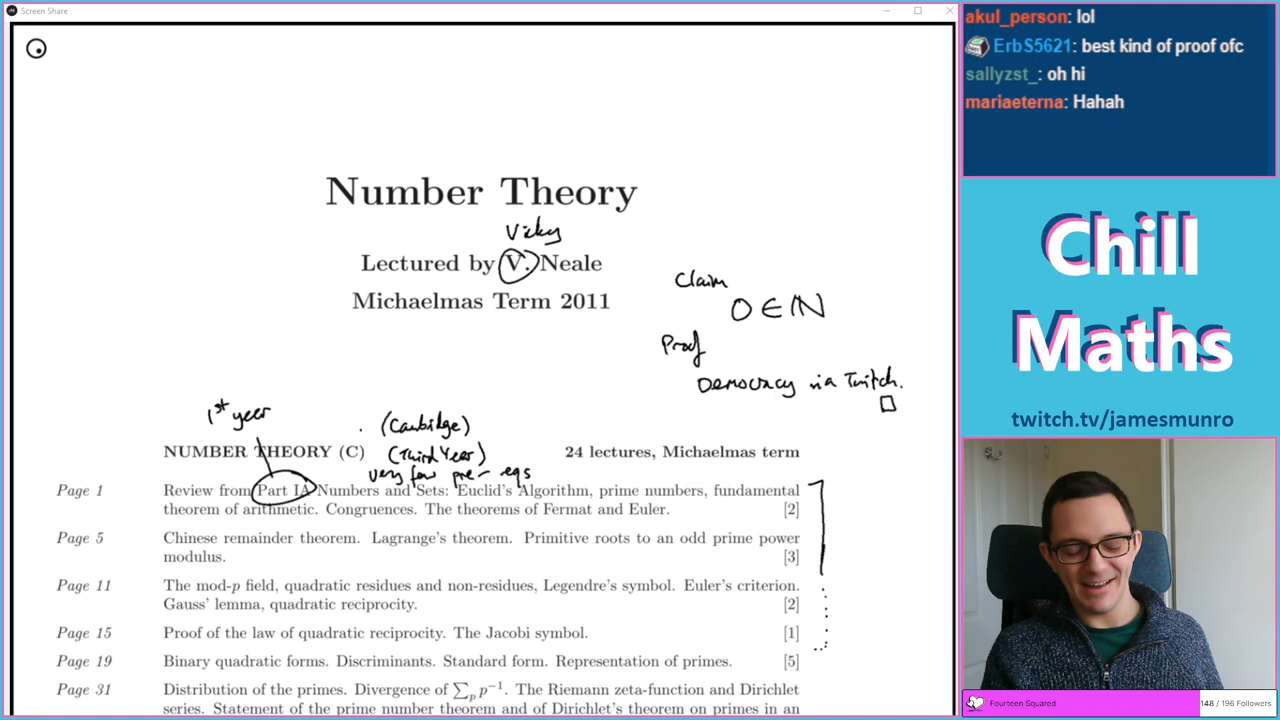 Screen Share
Number Theory
Vicky
Lectured by V. Neale
Michaelmas Term 2011
Claim
0 ∈ ℕ
Proof
Democracy via Twitch.
□
1st year
(Cambridge)
NUMBER THEORY (C)
(Third Year)
24 lectures, Michaelmas term
very few pre-reqs
Page 1
Review from Part IA Numbers and Sets: Euclid's Algorithm, prime numbers, fundamental
theorem of arithmetic. Congruences. The theorems of Fermat and Euler. [2]
Page 5
Chinese remainder theorem. Lagrange's theorem. Primitive roots to an odd prime power
modulus. [3]
Page 11
The mod-p field, quadratic residues and non-residues, Legendre's symbol. Euler's criterion.
Gauss' lemma, quadratic reciprocity. [2]
Page 15
Proof of the law of quadratic reciprocity. The Jacobi symbol. [1]
Page 19
Binary quadratic forms. Discriminants. Standard form. Representation of primes. [5]
Page 31
Distribution of the primes. Divergence of ∑ₚ p⁻¹. The Riemann zeta-function and Dirichlet
series. Statement of the prime number theorem and of Dirichlet's theorem on primes in an
akul_person: lol
ErbS5621: best kind of proof ofc
sallyzst_: oh hi
mariaeterna: Hahah
Chill
Maths
twitch.tv/jamesmunro
Fourteen Squared
148 / 196 Followers